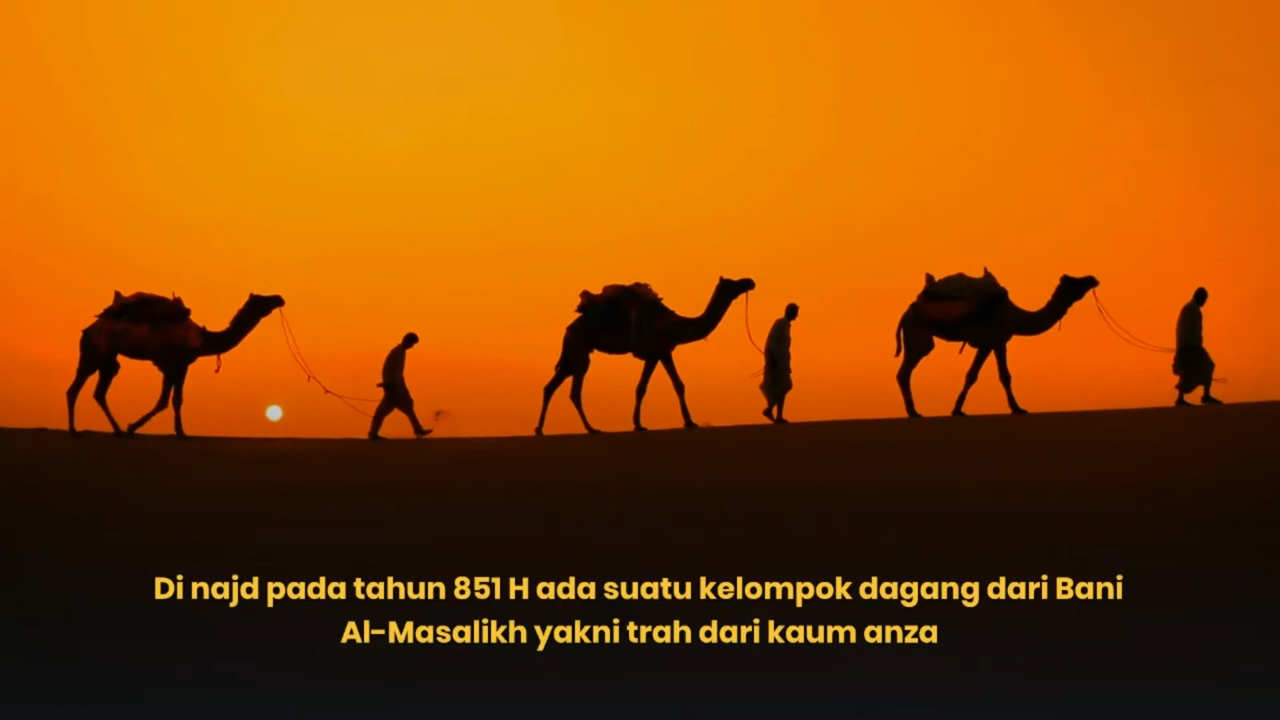 Di najd pada tahun 851 H ada suatu kelompok dagang dari Bani
Al-Masalikh yakni trah dari kaum anza